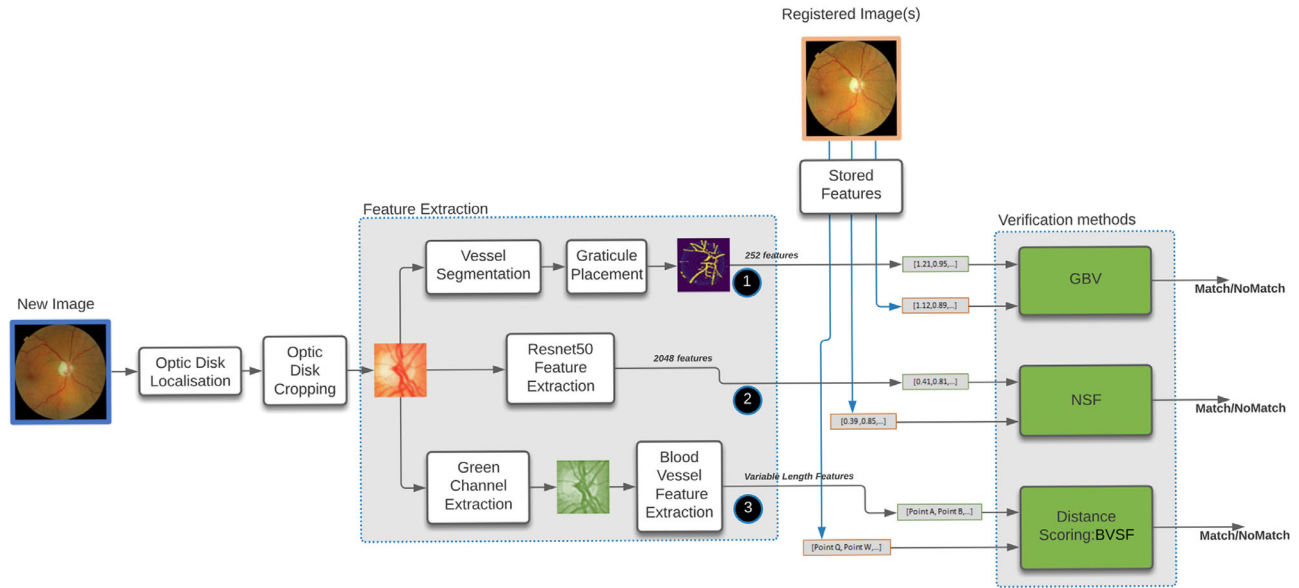 Registered Image(s)
Stored
Features
Feature Extraction
Verification methods
Vessel
Segmentation
Graticule
Placement
252 features
1
[1.21,0.95,...]
[1.12,0.89,...]
GBV
Match/NoMatch
New Image
Optic Disk
Localisation
Optic
Disk
Cropping
Resnet50
Feature
Extraction
2048 features
2
[0.41,0.81,...]
[0.39 ,0.85,...]
NSF
Match/NoMatch
Green
Channel
Extraction
Blood
Vessel
Feature
Extraction
Variable Length Features
3
[Point A, Point B,...]
[Point Q, Point W,...]
Distance
Scoring:BVSF
Match/NoMatch